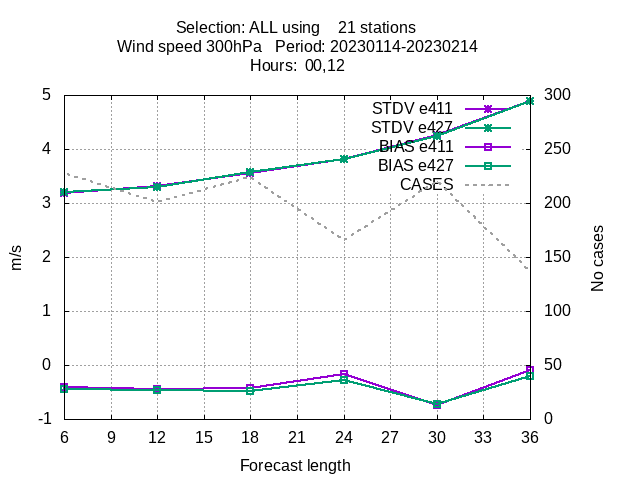 Selection: ALL using    21 stations
Wind speed 300hPa   Period: 20230114-20230214
Hours:  00,12
5 300
STDV e411
STDV e427
4 250
BIAS e411
BIAS e427
CASES
3 200
m/s
No cases
2 150
1 100
0 50
-1 0
6 9 12 15 18 21 24 27 30 33 36
Forecast length